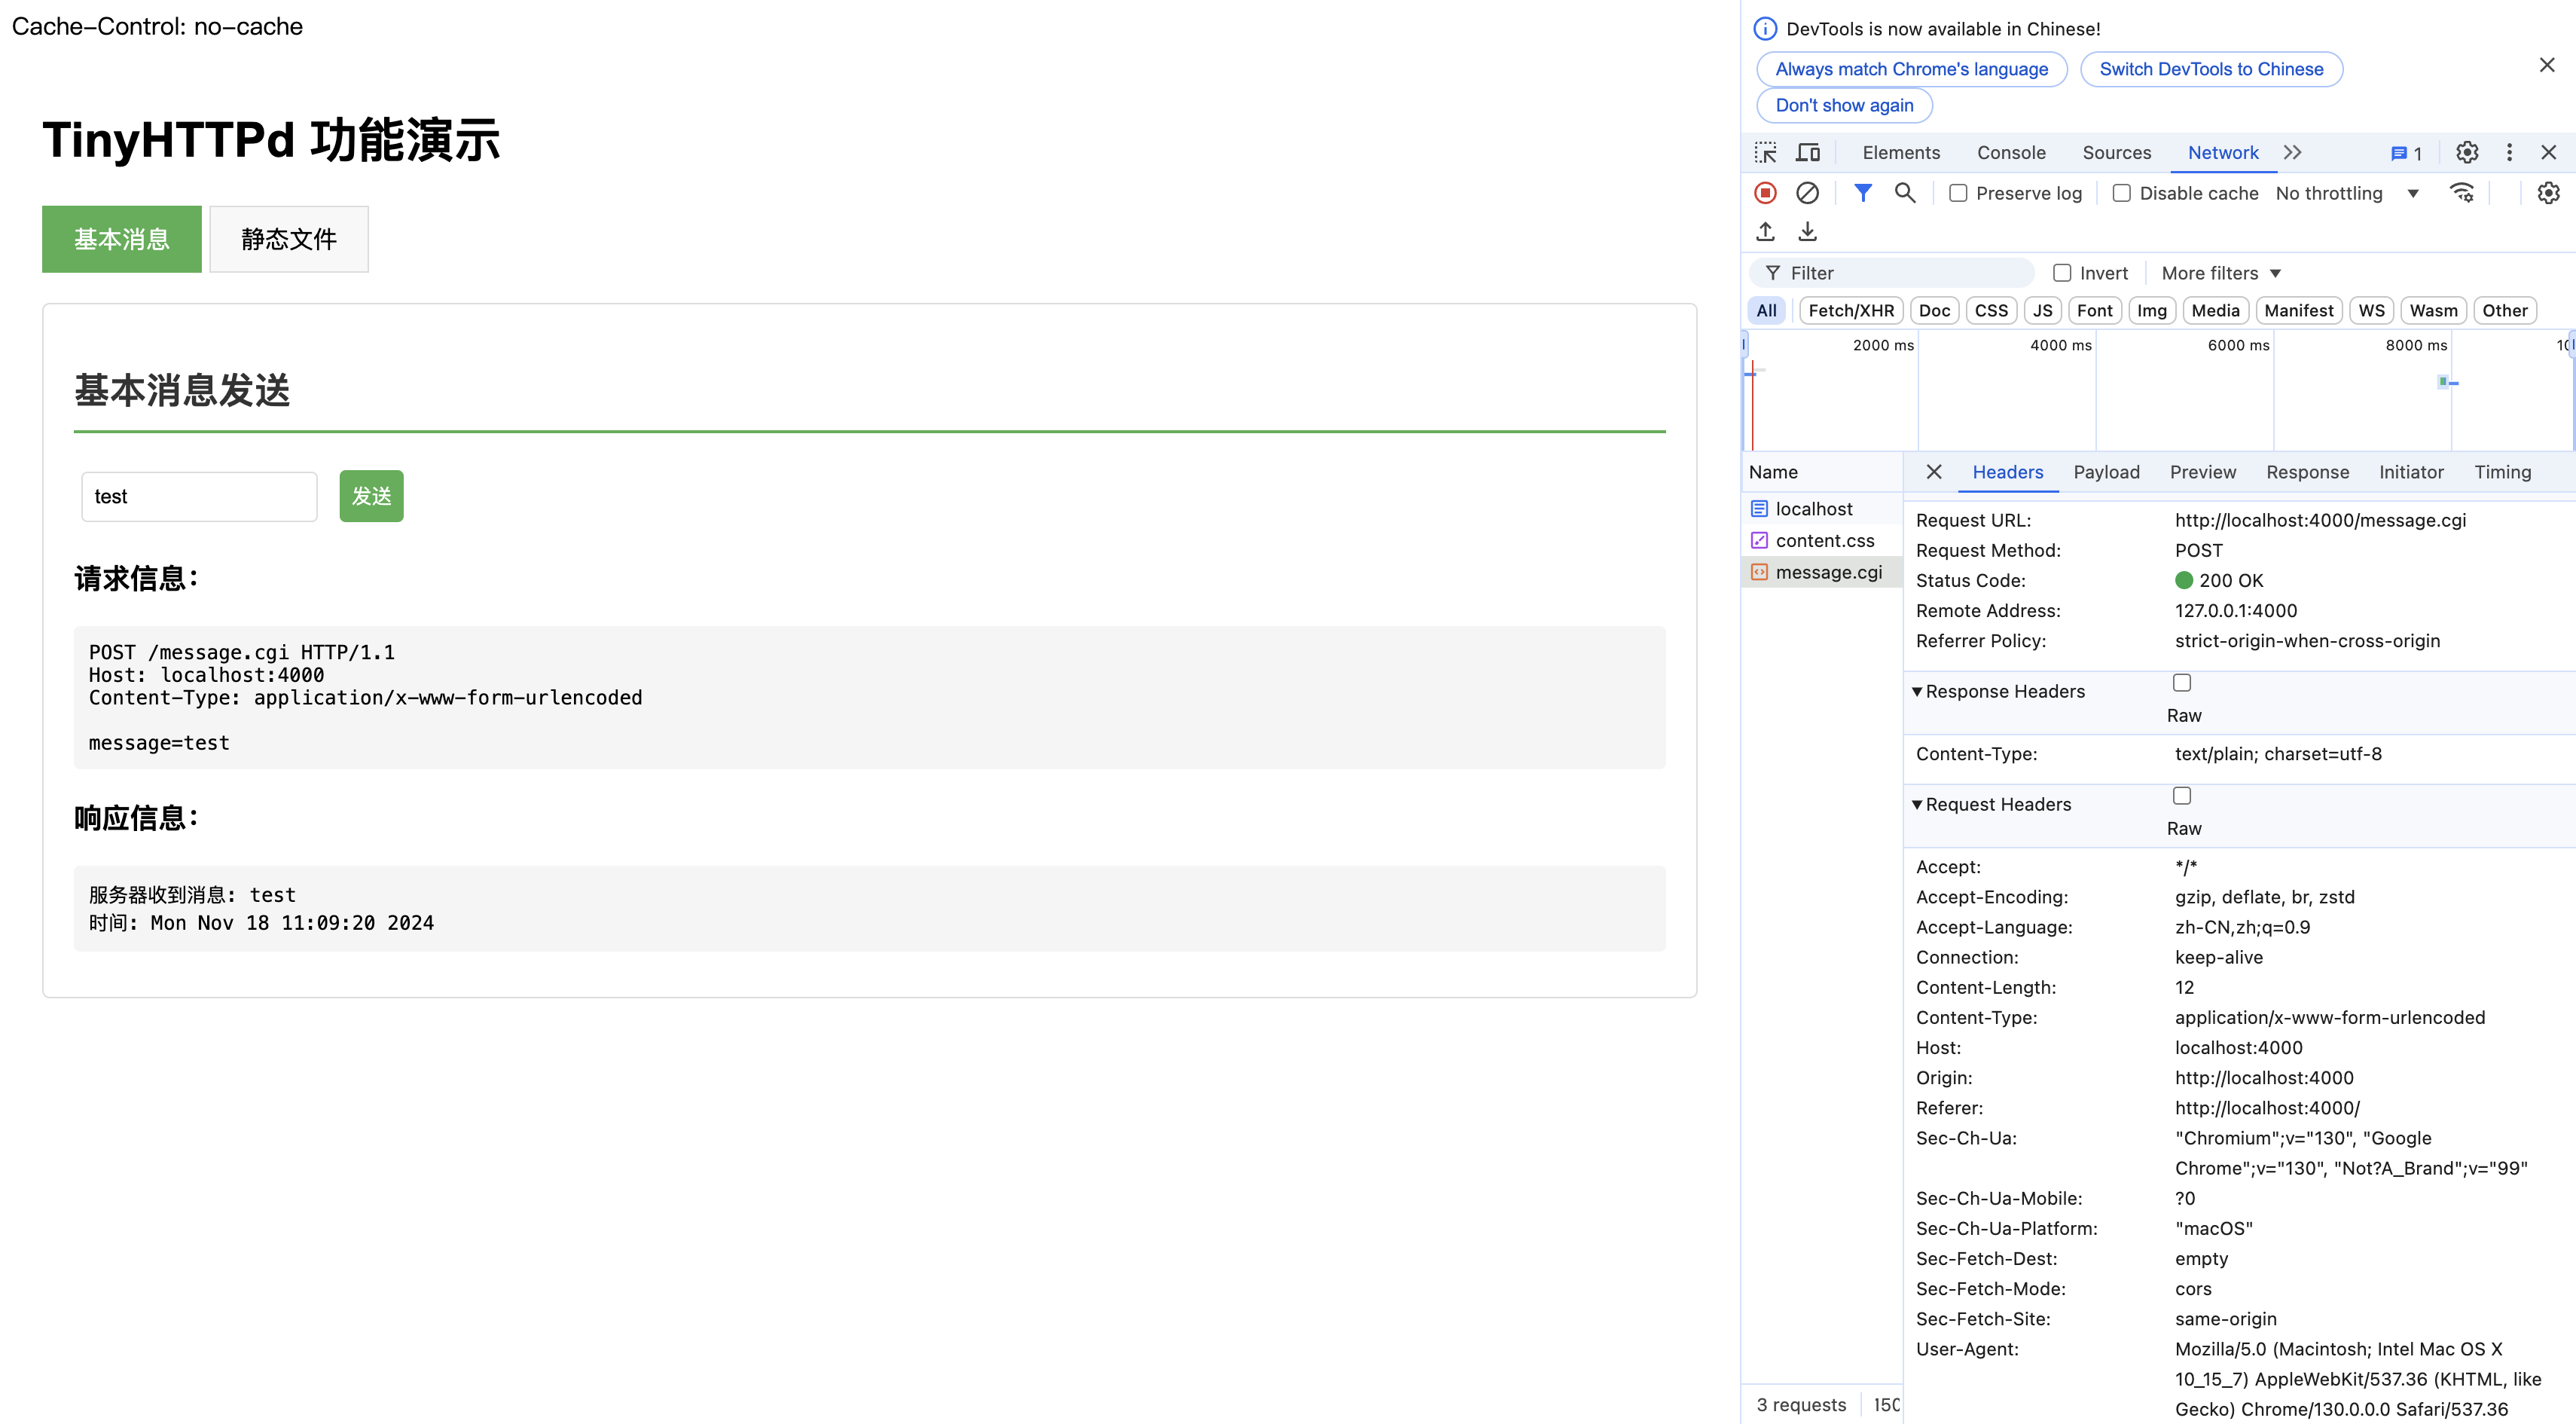 Cache-Control: no-cache
TinyHTTPd 功能演示
基本消息
静态文件
基本消息发送
test
发送
请求信息：
POST /message.cgi HTTP/1.1
Host: localhost:4000
Content-Type: application/x-www-form-urlencoded
message=test
响应信息：
服务器收到消息: test
时间: Mon Nov 18 11:09:20 2024
DevTools is now available in Chinese!
Always match Chrome's language
Switch DevTools to Chinese
Don't show again
Elements
Console
Sources
Network
1
Preserve log
Disable cache
No throttling
Filter
Invert
More filters
All
Fetch/XHR
Doc
CSS
JS
Font
Img
Media
Manifest
WS
Wasm
Other
2000 ms
4000 ms
6000 ms
8000 ms
Name
Headers
Payload
Preview
Response
Initiator
Timing
localhost
content.css
message.cgi
Request URL: http://localhost:4000/message.cgi
Request Method: POST
Status Code: 200 OK
Remote Address: 127.0.0.1:4000
Referrer Policy: strict-origin-when-cross-origin
Response Headers
Raw
Content-Type: text/plain; charset=utf-8
Request Headers
Raw
Accept: */*
Accept-Encoding: gzip, deflate, br, zstd
Accept-Language: zh-CN,zh;q=0.9
Connection: keep-alive
Content-Length: 12
Content-Type: application/x-www-form-urlencoded
Host: localhost:4000
Origin: http://localhost:4000
Referer: http://localhost:4000/
Sec-Ch-Ua: "Chromium";v="130", "Google
Chrome";v="130", "Not?A_Brand";v="99"
Sec-Ch-Ua-Mobile: ?0
Sec-Ch-Ua-Platform: "macOS"
Sec-Fetch-Dest: empty
Sec-Fetch-Mode: cors
Sec-Fetch-Site: same-origin
User-Agent: Mozilla/5.0 (Macintosh; Intel Mac OS X
10_15_7) AppleWebKit/537.36 (KHTML, like
Gecko) Chrome/130.0.0.0 Safari/537.36
3 requests